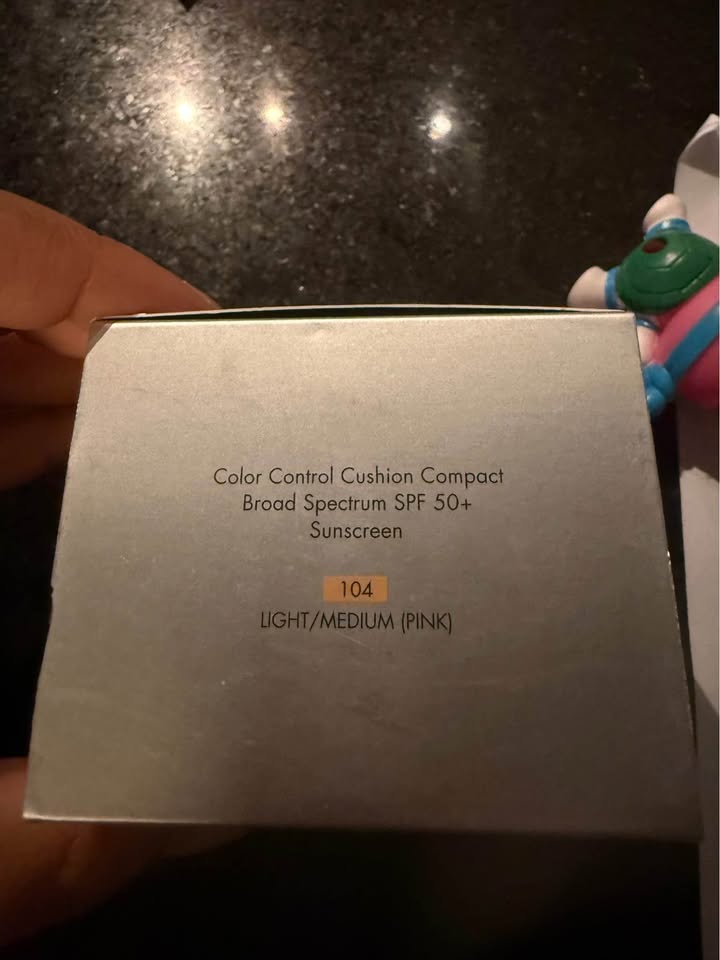 Color Control Cushion Compact
Broad Spectrum SPF 50+
Sunscreen
104
LIGHT/MEDIUM (PINK)